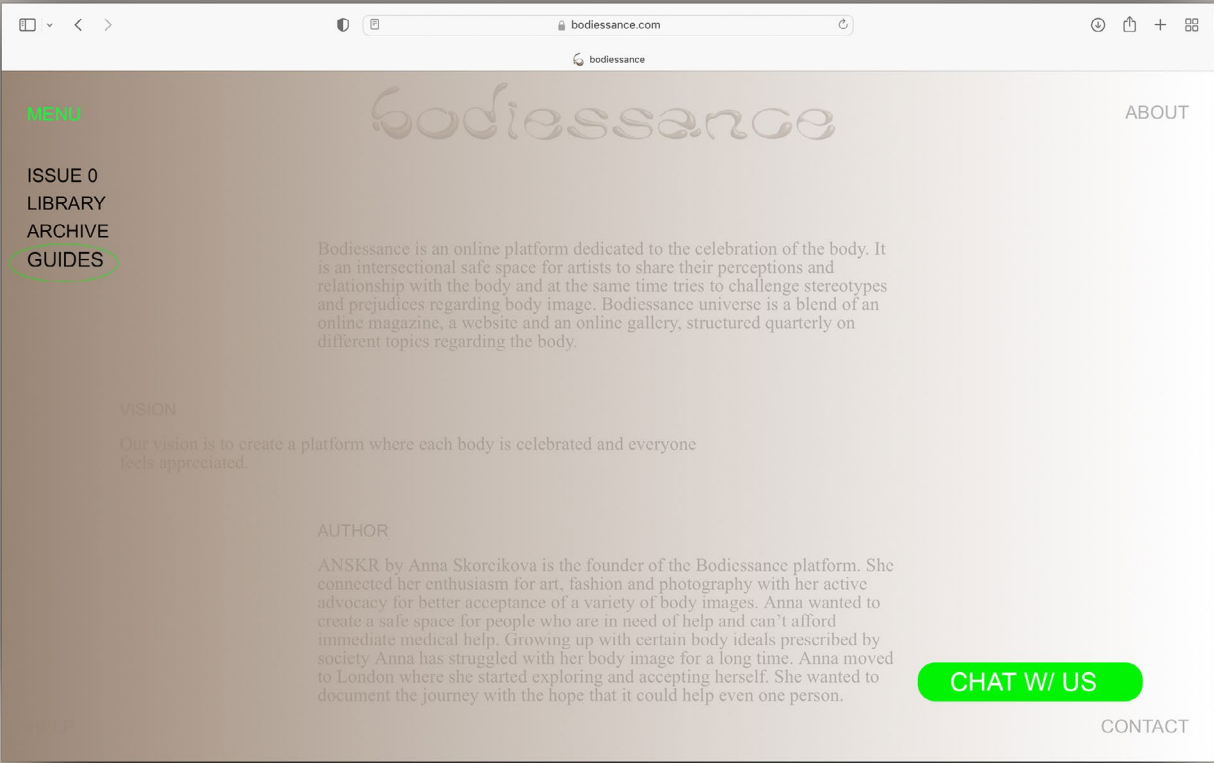 bodiessance.com
bodiessance
MENU
bodiessance
ABOUT
ISSUE 0
LIBRARY
ARCHIVE
GUIDES
Bodiessance is an online platform dedicated to the celebration of the body. It
is an intersectional safe space for artists to share their perceptions and
relationship with the body and at the same time tries to challenge stereotypes
and prejudices regarding body image. Bodiessance universe is a blend of an
online magazine, a website and an online gallery, structured quarterly on
different topics regarding the body.
VISION
Our vision is to create a platform where each body is celebrated and everyone
feels appreciated.
AUTHOR
ANSKR by Anna Skorcikova is the founder of the Bodiessance platform. She
connected her enthusiasm for art, fashion and photography with her active
advocacy for better acceptance of a variety of body images. Anna wanted to
create a safe space for people who are in need of help and can't afford
immediate medical help. Growing up with certain body ideals prescribed by
society Anna has struggled with her body image for a long time. Anna moved
to London where she started exploring and accepting herself. She wanted to
document the journey with the hope that it could help even one person.
CHAT W/ US
CONTACT